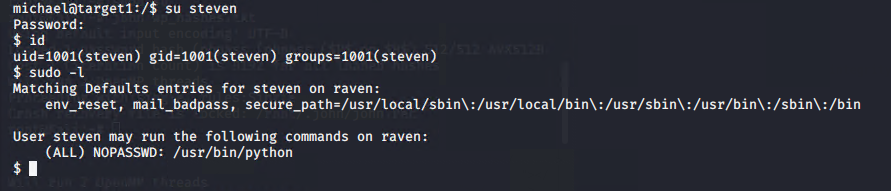 michael@target1:/$ su steven
Password:
$ id
uid=1001(steven) gid=1001(steven) groups=1001(steven)
$ sudo -l
Matching Defaults entries for steven on raven:
    env_reset, mail_badpass, secure_path=/usr/local/sbin\:/usr/local/bin\:/usr/sbin\:/usr/bin\:/sbin\:/bin

User steven may run the following commands on raven:
    (ALL) NOPASSWD: /usr/bin/python
$